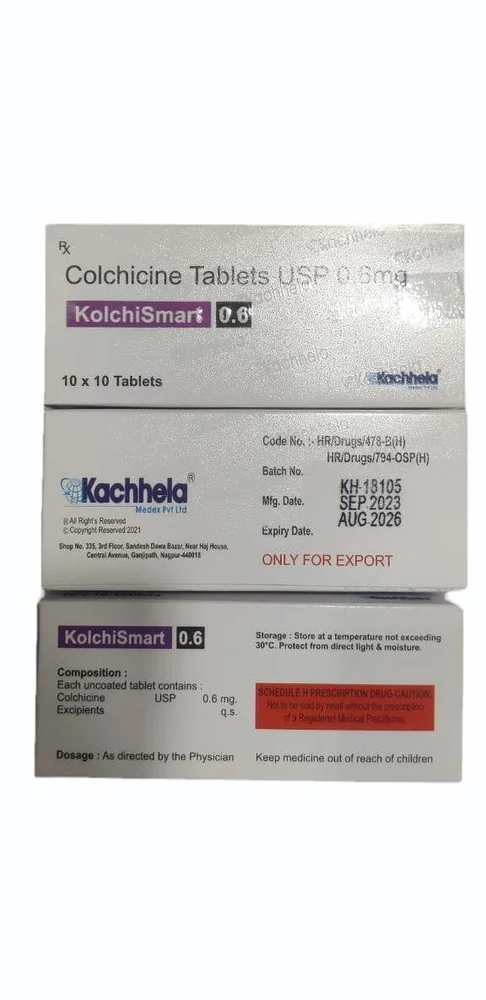 Rx
Colchicine Tablets USP 0.6mg
KolchiSmart 0.6
10 x 10 Tablets
Kachhela
Medex Pvt Ltd
Code No. :- HR/Drugs/478-B(H)
HR/Drugs/794-OSP(H)
Batch No. KH-18105
Mfg. Date. SEP.2023
Expiry Date. AUG.2026
ONLY FOR EXPORT
Kachhela®
Medex Pvt Ltd
® All Right's Reserved
© Copyright Reserved 2021
Shop No. 335, 3rd Floor, Sandesh Dawa Bazar, Near Haj House,
Central Avenue, Ganjipath, Nagpur-440018
KolchiSmart 0.6
Composition :
Each uncoated tablet contains :
Colchicine USP 0.6 mg.
Excipients q.s.
Dosage : As directed by the Physician
Storage : Store at a temperature not exceeding
30°C. Protect from direct light & moisture.
SCHEDULE H PRESCRIPTION DRUG-CAUTION:
Not to be sold by retail without the prescription
of a Registered Medical Practitioner.
Keep medicine out of reach of children